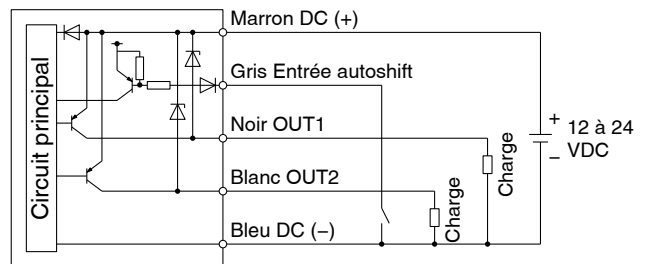 Marron DC (+)
Gris Entrée autoshift
Noir OUT1
Blanc OUT2
Bleu DC (−)
Circuit principal
Charge
Charge
+
12 à 24
− VDC